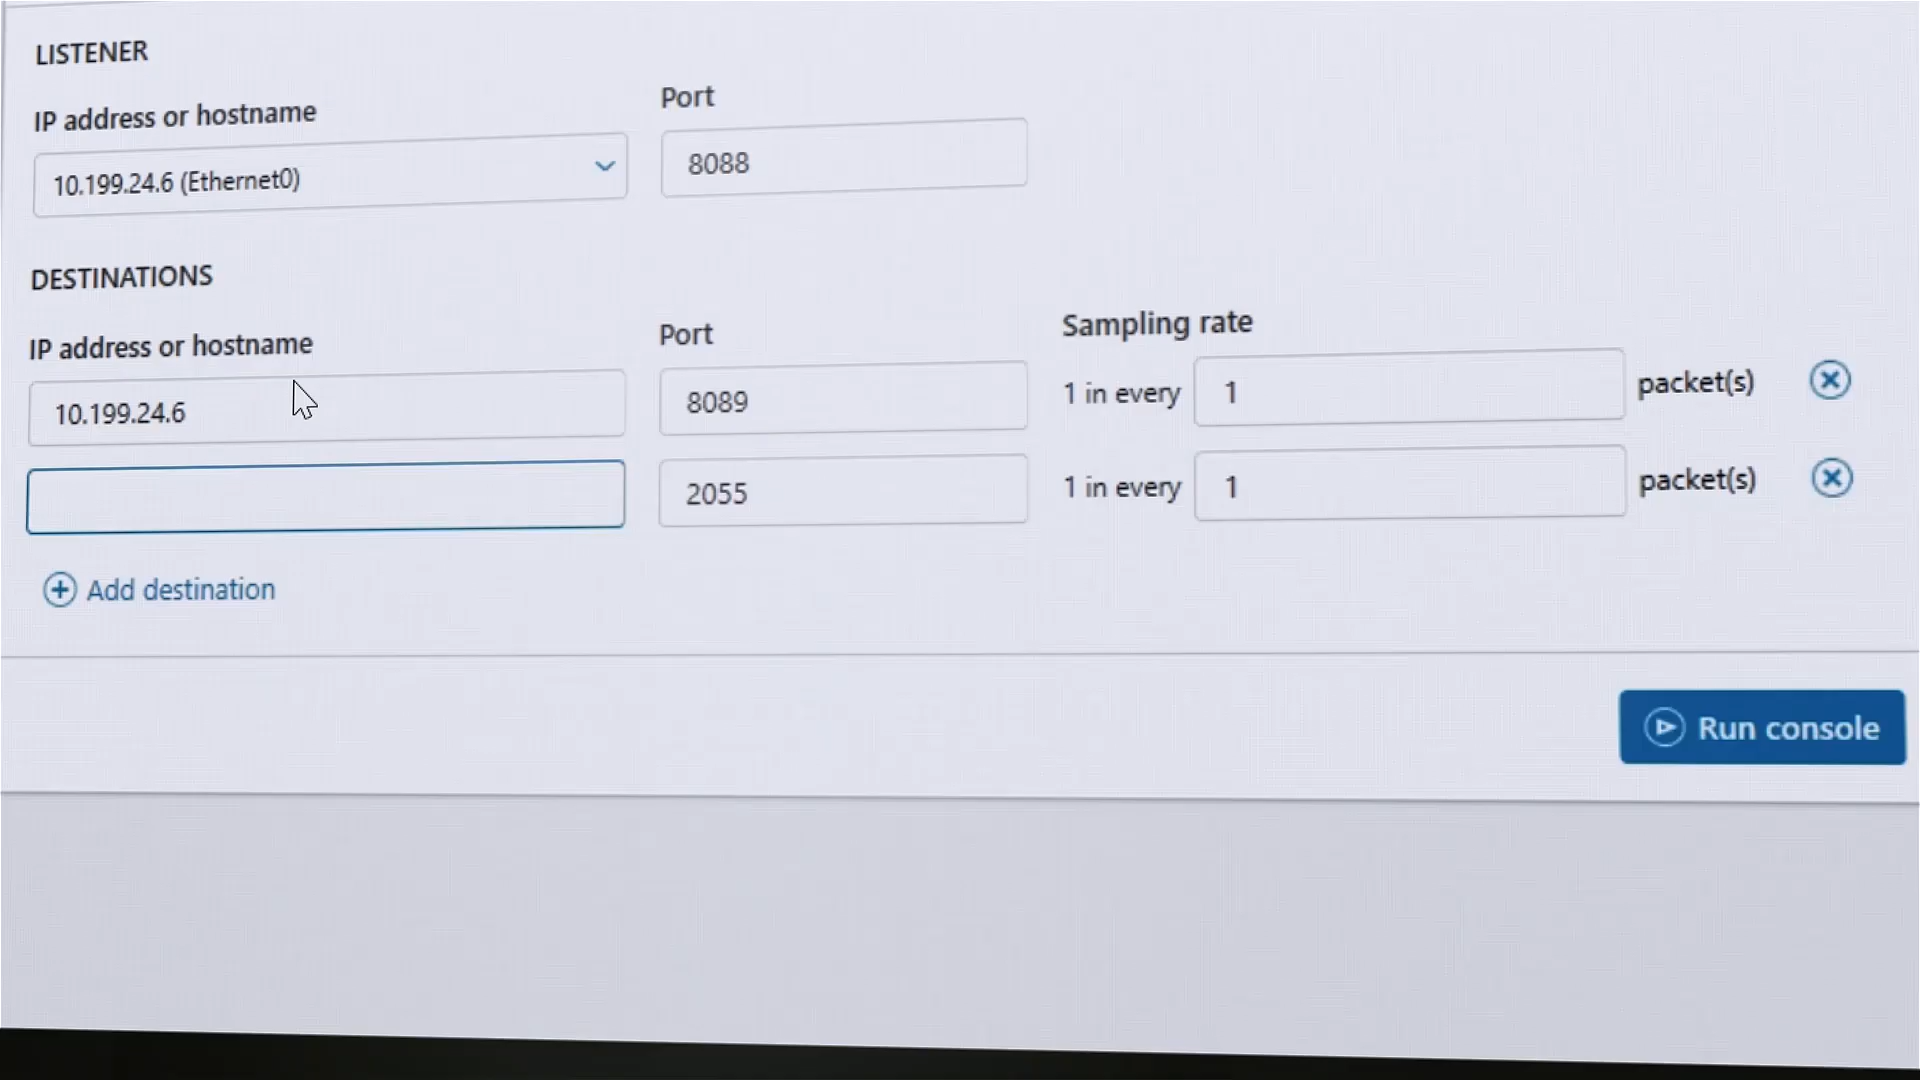 LISTENER
IP address or hostname
Port
10.199.24.6 (Ethernet0)
8088
DESTINATIONS
IP address or hostname
Port
Sampling rate
10.199.24.6
8089
1 in every
1
packet(s)
2055
1 in every
1
packet(s)
Add destination
Run console